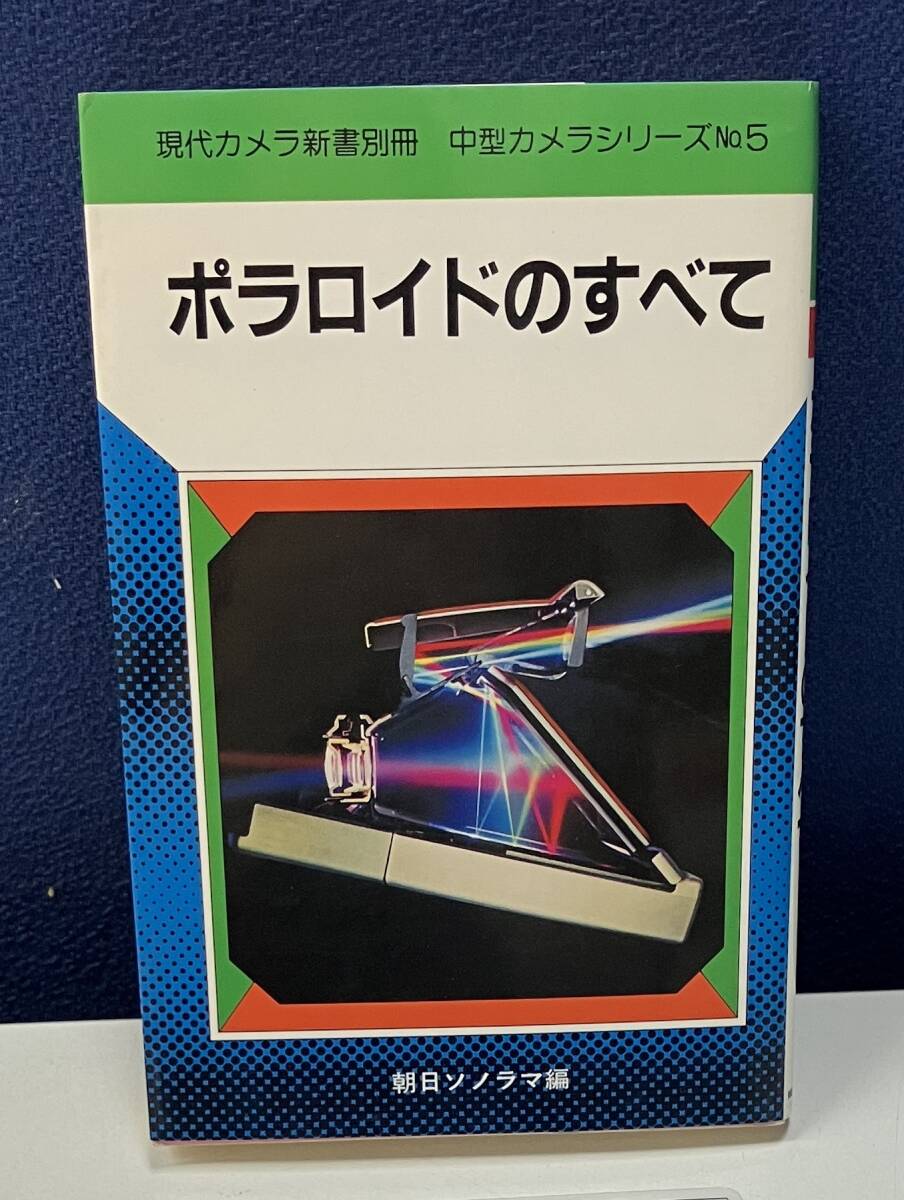 現代カメラ新書別冊 中型カメラシリーズNo.5
ポラロイドのすべて
朝日ソノラマ編